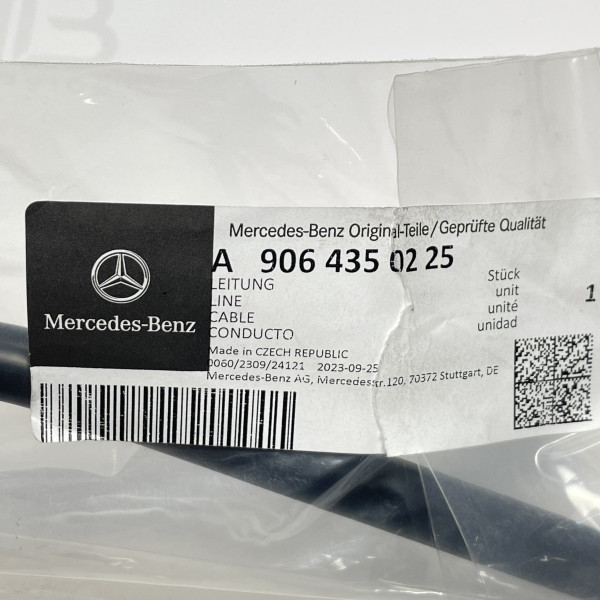 Mercedes-Benz Original-Teile/Geprüfte Qualität
A 906 435 02 25
LEITUNG
LINE
CABLE
CONDUCTO
Stück
unit
unité
unidad
1
Made in CZECH REPUBLIC
0060/2309/24121 2023-09-25
Mercedes-Benz AG, Mercedesstr.120, 70372 Stuttgart, DE
Mercedes-Benz